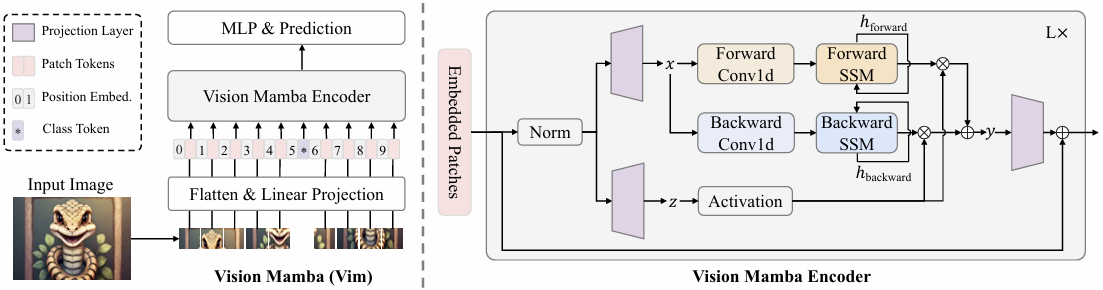 Projection Layer
Patch Tokens
0 1 Position Embed.
* Class Token
Input Image
MLP & Prediction
Vision Mamba Encoder
0 1 2 3 4 5 * 6 7 8 9
Flatten & Linear Projection
Vision Mamba (Vim)
Embedded Patches
Norm
x
Forward
Conv1d
Forward
SSM
h_forward
L×
Backward
Conv1d
Backward
SSM
h_backward
y
z
Activation
Vision Mamba Encoder